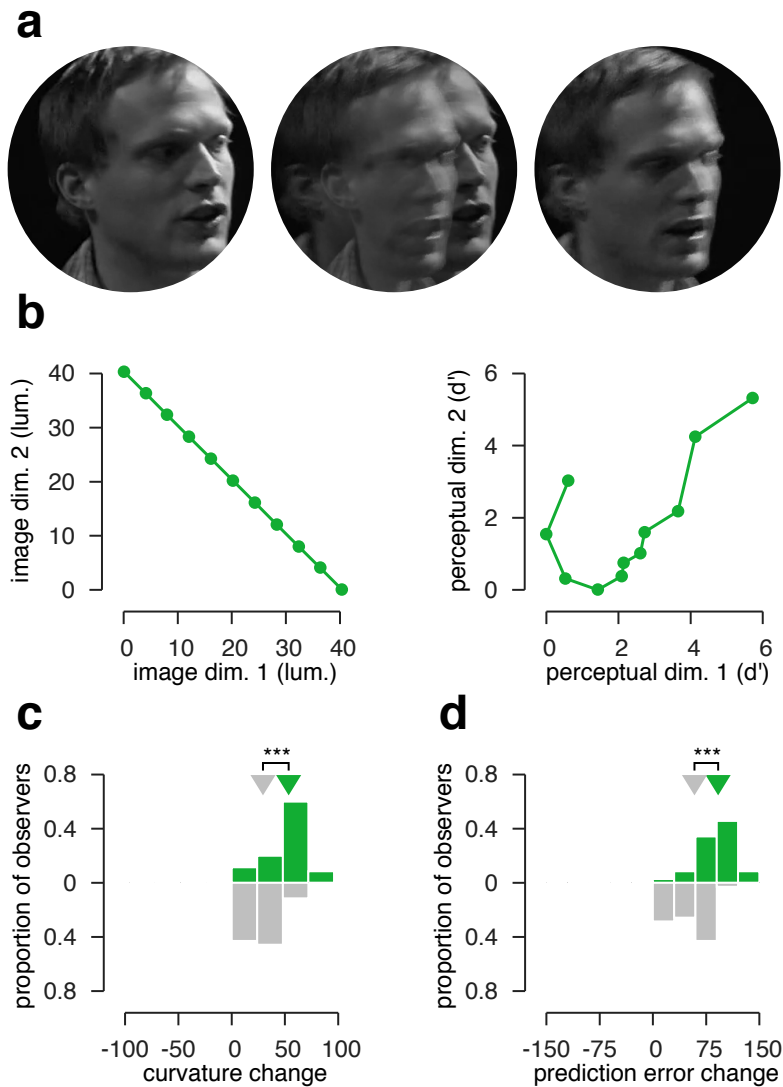 a
b
image dim. 2 (lum.)
40
30
20
10
0
0 10 20 30 40
image dim. 1 (lum.)
perceptual dim. 2 (d')
6
4
2
0
0 2 4 6
perceptual dim. 1 (d')
c
***
proportion of observers
0.8
0.4
0
0.4
0.8
-100 -50 0 50 100
curvature change
d
***
proportion of observers
0.8
0.4
0
0.4
0.8
-150 -75 0 75 150
prediction error change